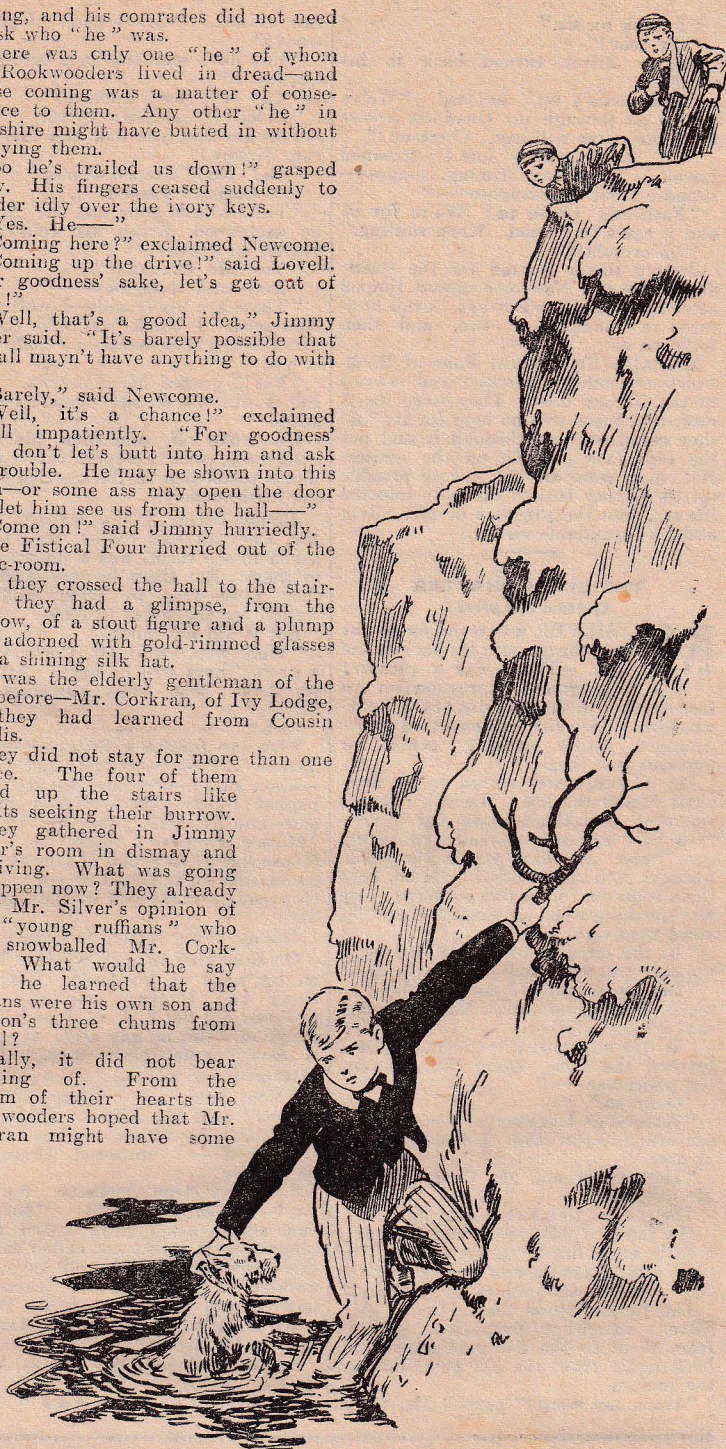 ng, and his comrades did not need
sk who "he" was.
ere was only one "he" of whom
Rookwooders lived in dread—and
se coming was a matter of conse-
ce to them. Any other "he" in
shire might have butted in without
ying them.
oo he's trailed us down!" gasped
y. His fingers ceased suddenly to
der idly over the ivory keys.
Yes. He——"
Coming here?" exclaimed Newcome.
Coming up the drive!" said Lovell.
r goodness' sake, let's get out of
!"
Well, that's a good idea," Jimmy
er said. "It's barely possible that
all mayn't have anything to do with
Barely," said Newcome.
Well, it's a chance!" exclaimed
ll impatiently. "For goodness'
don't let's butt into him and ask
rouble. He may be shown into this
—or some ass may open the door
let him see us from the hall——"
Come on!" said Jimmy hurriedly.
e Fistical Four hurried out of the
c-room.
they crossed the hall to the stair-
they had a glimpse, from the
ow, of a stout figure and a plump
adorned with gold-rimmed glasses
a shining silk hat.
was the elderly gentleman of the
before—Mr. Corkran, of Ivy Lodge,
they had learned from Cousin
lis.
ey did not stay for more than one
e. The four of them
d up the stairs like
ts seeking their burrow.
ey gathered in Jimmy
r's room in dismay and
iving. What was going
appen now? They already
Mr. Silver's opinion of
"young ruffians" who
snowballed Mr. Cork-
What would he say
he learned that the
ans were his own son and
on's three chums from
l?
ally, it did not bear
ing of. From the
m of their hearts the
wooders hoped that Mr.
ran might have some